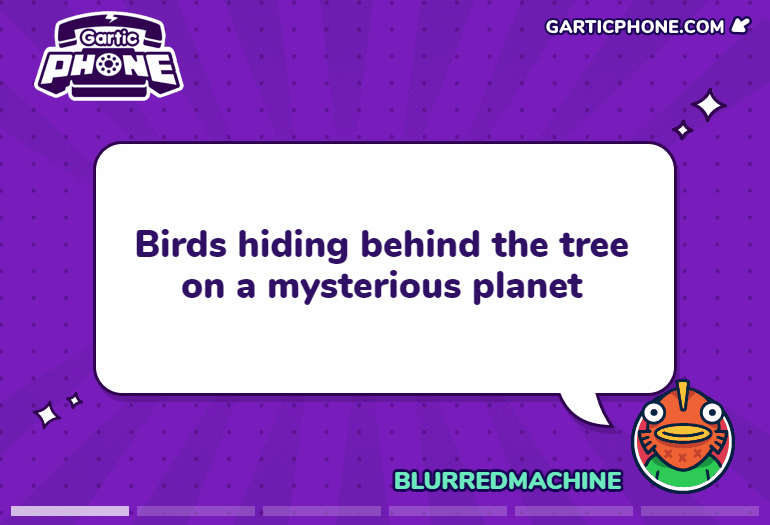 Gartic
PHONE
GARTICPHONE.COM
Birds hiding behind the tree
on a mysterious planet
BLURREDMACHINE